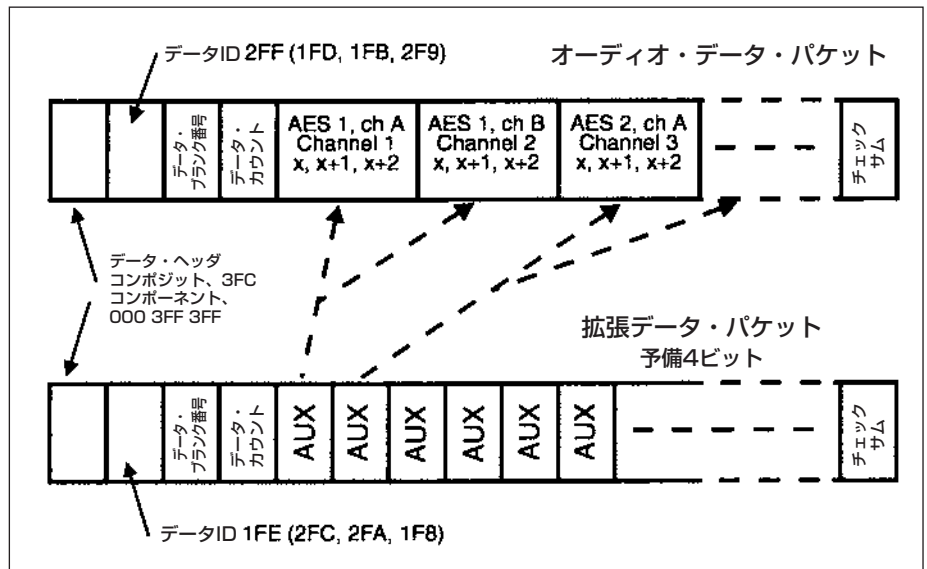 データID 2FF (1FD, 1FB, 2F9)
オーディオ・データ・パケット
データ・
ブランク番号
データ・
カウント
AES 1, ch A
Channel 1
x, x+1, x+2
AES 1, ch B
Channel 2
x, x+1, x+2
AES 2, ch A
Channel 3
x, x+1, x+2
チェック
サム
データ・ヘッダ
コンポジット、3FC
コンポーネント、
000 3FF 3FF
拡張データ・パケット
予備4ビット
データ・
ブランク番号
データ・
カウント
AUX
AUX
AUX
AUX
AUX
AUX
チェック
サム
データID 1FE (2FC, 2FA, 1F8)